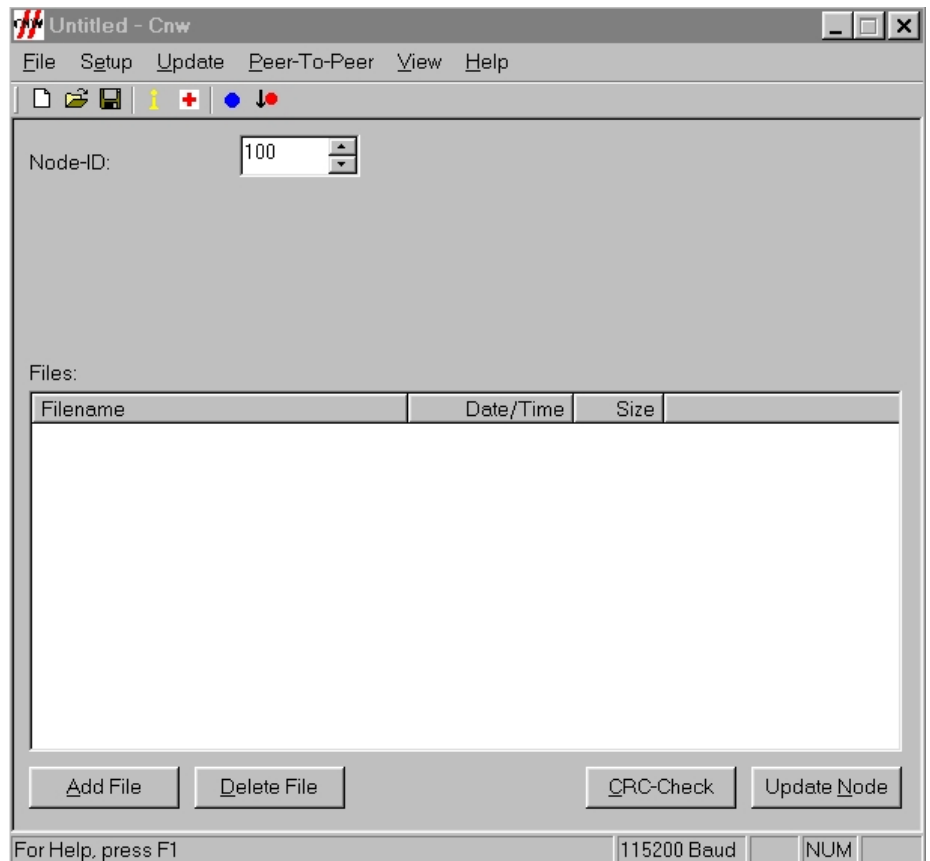 CNW Untitled - Cnw
File Setup Update Peer-To-Peer View Help
Node-ID: 100
Files:
Filename Date/Time Size
Add File Delete File CRC-Check Update Node
For Help, press F1 115200 Baud NUM